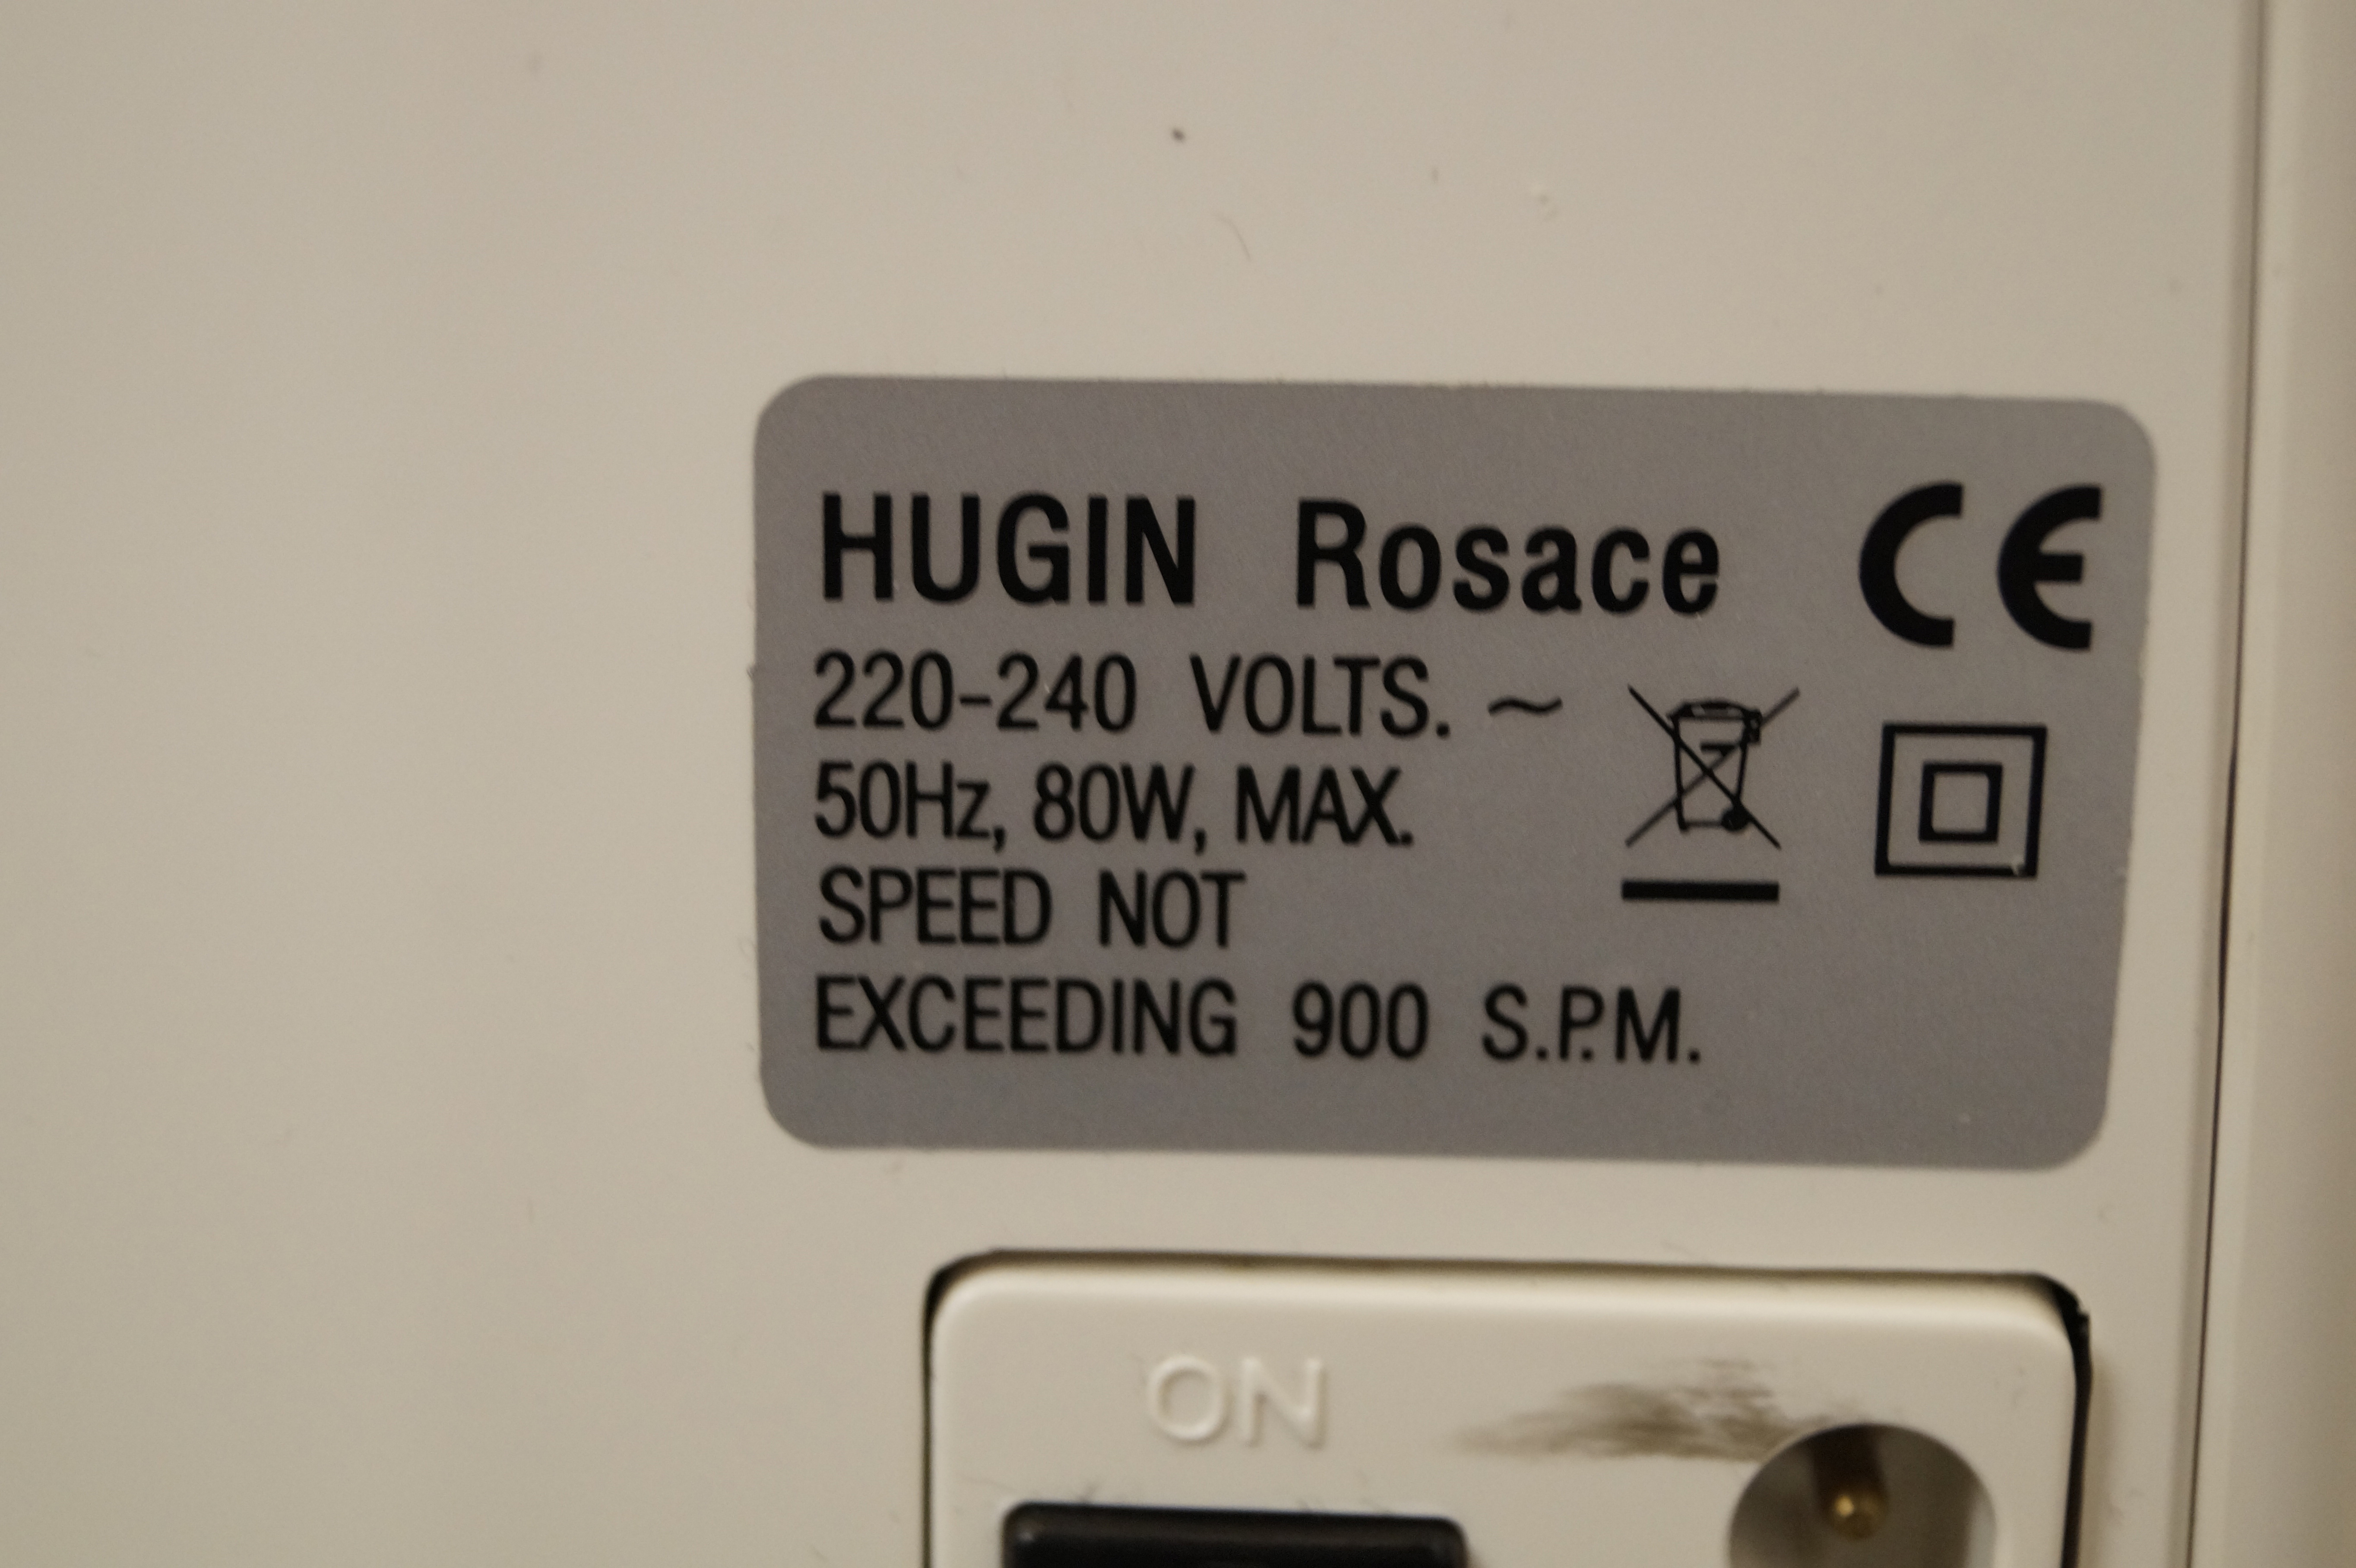 HUGIN Rosace CE
220-240 VOLTS. ~
50Hz, 80W, MAX.
SPEED NOT
EXCEEDING 900 S.P.M.
ON